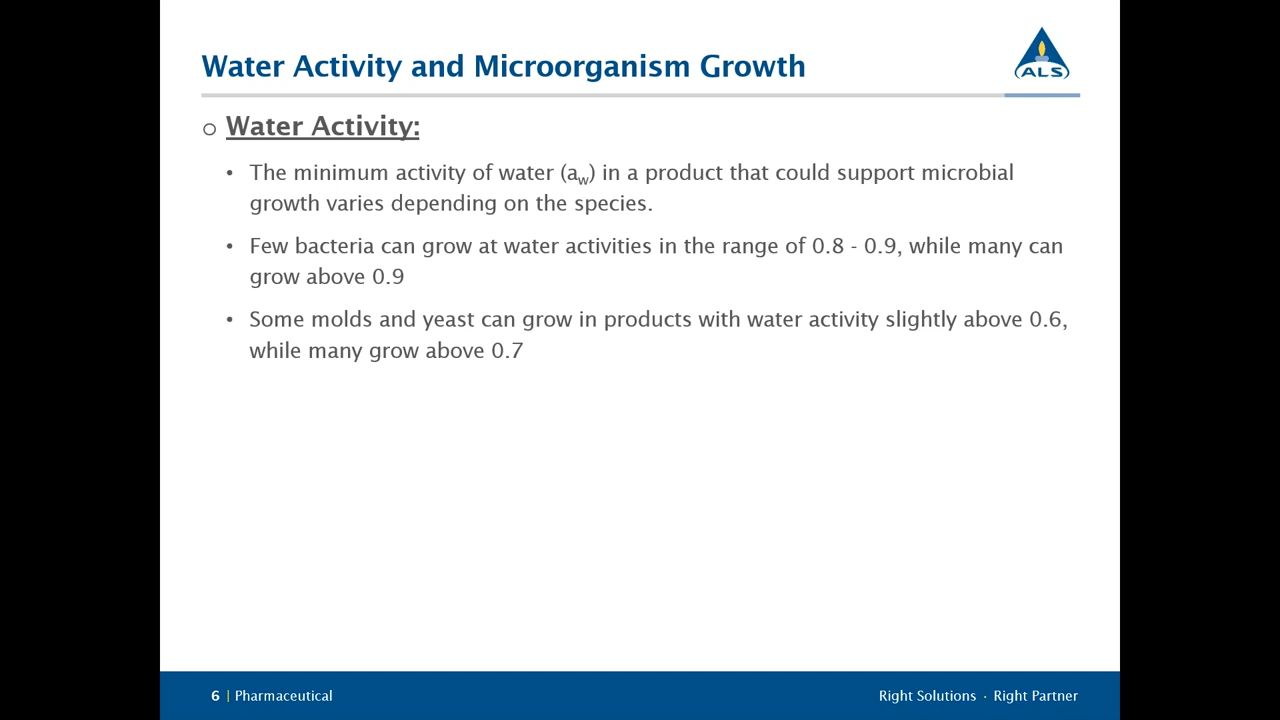 Water Activity and Microorganism Growth
ALS
Water Activity:
• The minimum activity of water (aw) in a product that could support microbial
growth varies depending on the species.
• Few bacteria can grow at water activities in the range of 0.8 - 0.9, while many can
grow above 0.9
• Some molds and yeast can grow in products with water activity slightly above 0.6,
while many grow above 0.7
6 | Pharmaceutical
Right Solutions · Right Partner